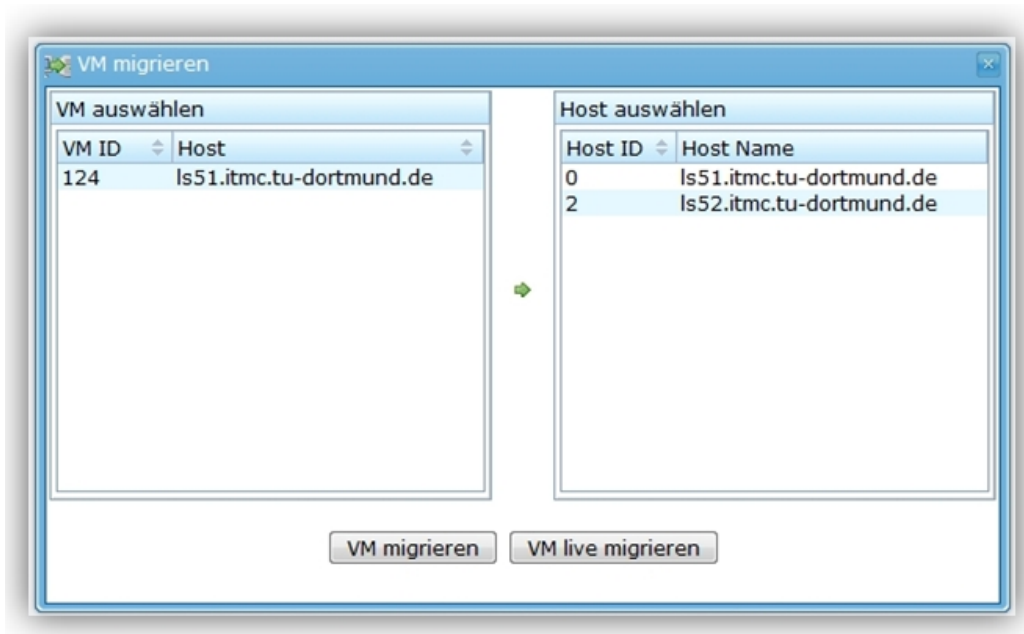 VM migrieren
VM auswählen
VM ID Host
124 ls51.itmc.tu-dortmund.de
Host auswählen
Host ID Host Name
0 ls51.itmc.tu-dortmund.de
2 ls52.itmc.tu-dortmund.de
VM migrieren VM live migrieren